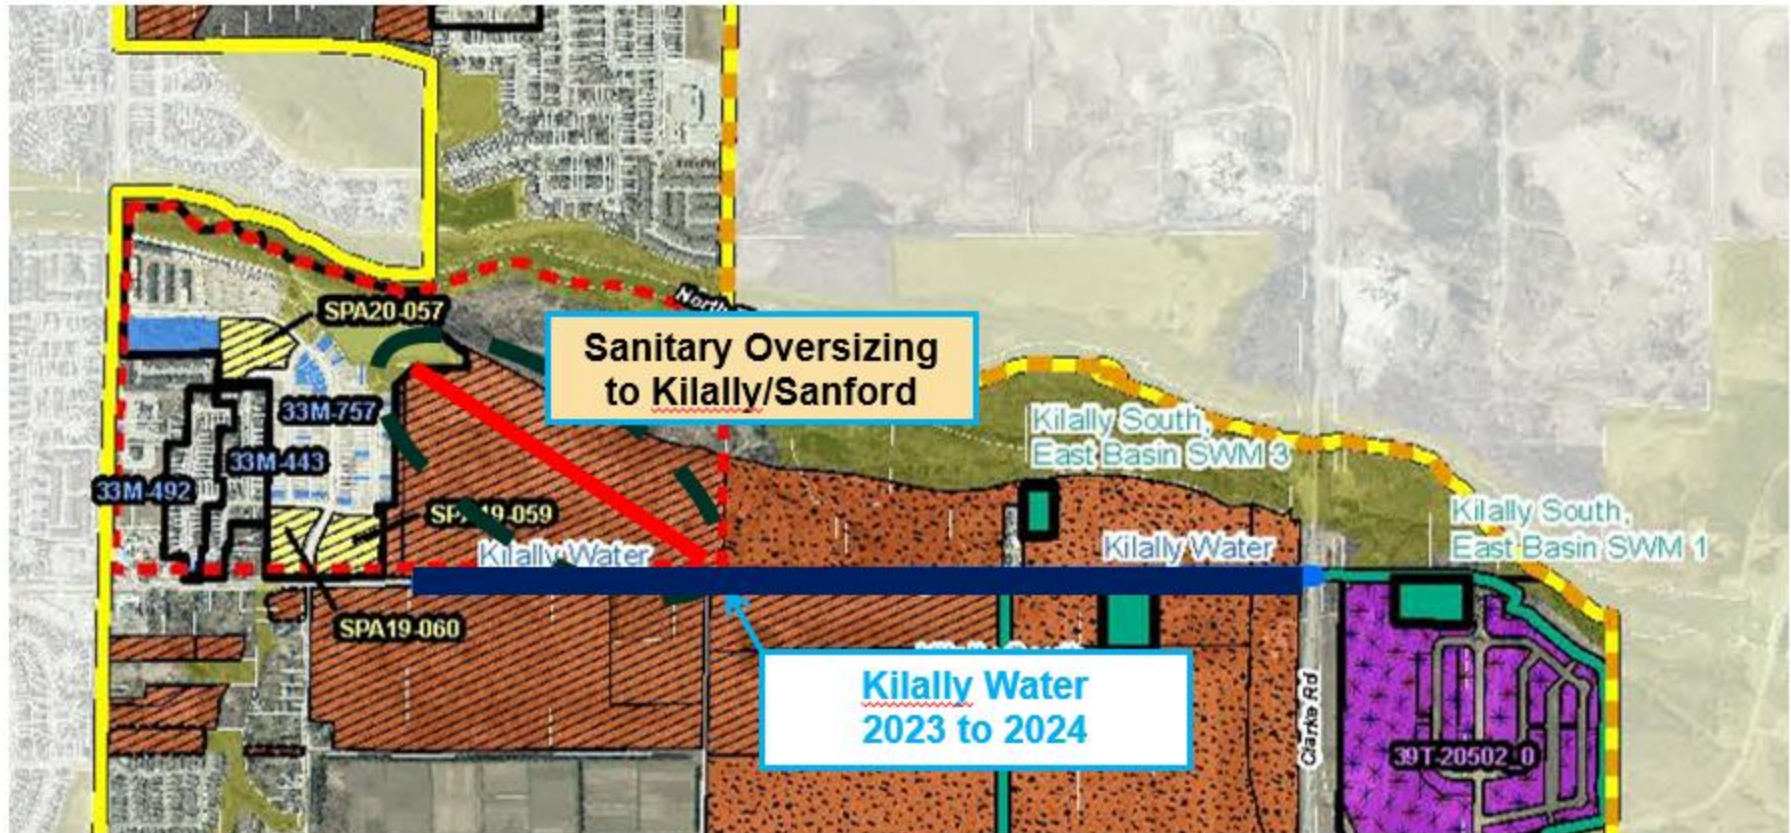 SPA20-057
North
Sanitary Oversizing
to Kilally/Sanford
33M-757
Kilally South,
East Basin SWM 3
33M-443
33M-492
SPA19-059
Kilally South,
East Basin SWM 1
Kilally Water
Kilally Water
SPA19-060
Kilally Water
2023 to 2024
Clarke Rd
39T-20502_0